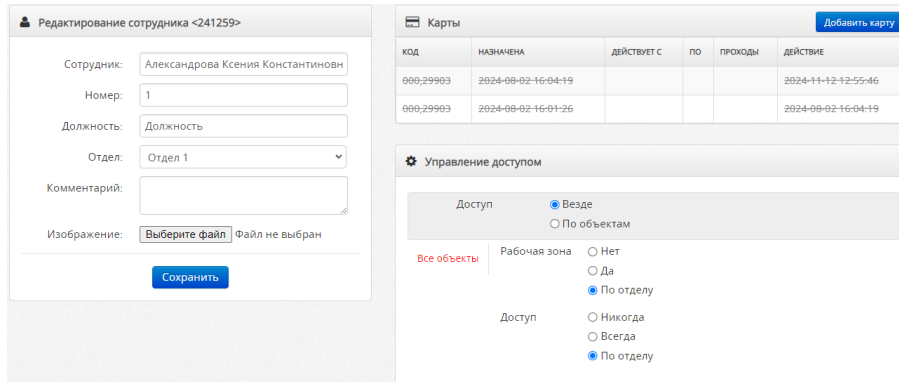 Редактирование сотрудника <241259>
Сотрудник: Александрова Ксения Константиновн
Номер: 1
Должность: Должность
Отдел: Отдел 1
Комментарий:
Изображение: Выберите файл Файл не выбран
Сохранить
Карты
Добавить карту
КОД НАЗНАЧЕНА ДЕЙСТВУЕТ С ПО ПРОХОДЫ ДЕЙСТВИЕ
000,29903 2024-08-02 16:04:19 2024-11-12 12:55:46
000,29903 2024-08-02 16:01:26 2024-08-02 16:04:19
Управление доступом
Доступ Везде
По объектам
Все объекты
Рабочая зона Нет
Да
По отделу
Доступ Никогда
Всегда
По отделу